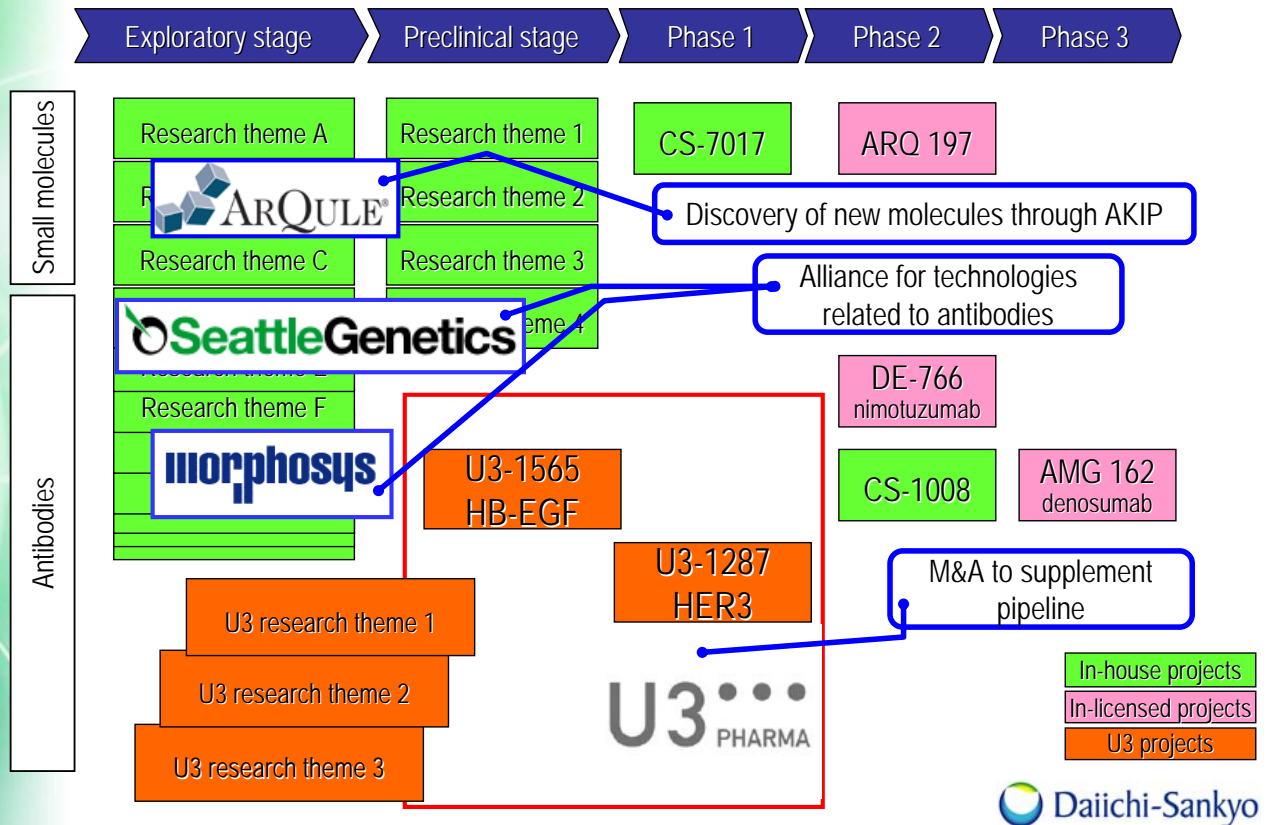 Exploratory stage
Preclinical stage
Phase 1
Phase 2
Phase 3
Small molecules
Research theme A
Research theme 1
CS-7017
ARQ 197
ARQULE®
Research theme 2
Discovery of new molecules through AKIP
Research theme C
Research theme 3
Alliance for technologies
related to antibodies
Antibodies
SeattleGenetics
eme 4
DE-766
nimotuzumab
Research theme F
morphosys
U3-1565
HB-EGF
CS-1008
AMG 162
denosumab
U3-1287
HER3
M&A to supplement
pipeline
U3 research theme 1
U3 research theme 2
U3 PHARMA
U3 research theme 3
In-house projects
In-licensed projects
U3 projects
Daiichi-Sankyo